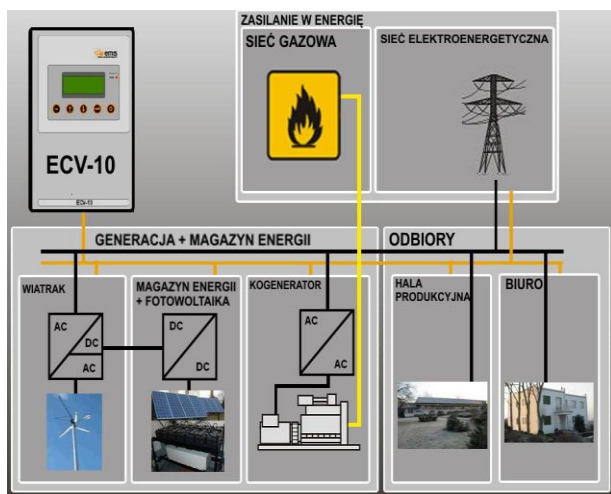 ZASILANIE W ENERGIĘ
SIEĆ GAZOWA
SIEĆ ELEKTROENERGETYCZNA
ems
ECV-10
ECV-10
GENERACJA + MAGAZYN ENERGII
ODBIORY
WIATRAK
MAGAZYN ENERGII
+ FOTOWOLTAIKA
KOGENERATOR
HALA
PRODUKCYJNA
BIURO
AC
DC
AC
DC
DC
AC
AC